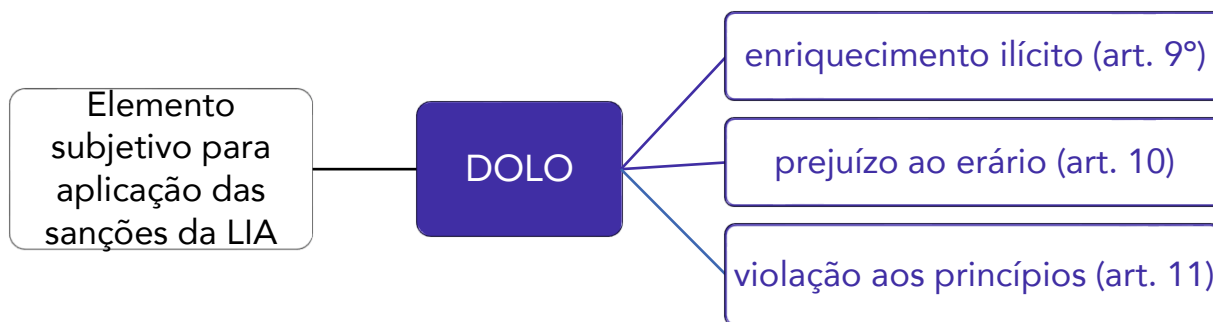 Elemento
subjetivo para
aplicação das
sanções da LIA
DOLO
enriquecimento ilícito (art. 9º)
prejuízo ao erário (art. 10)
violação aos princípios (art. 11)